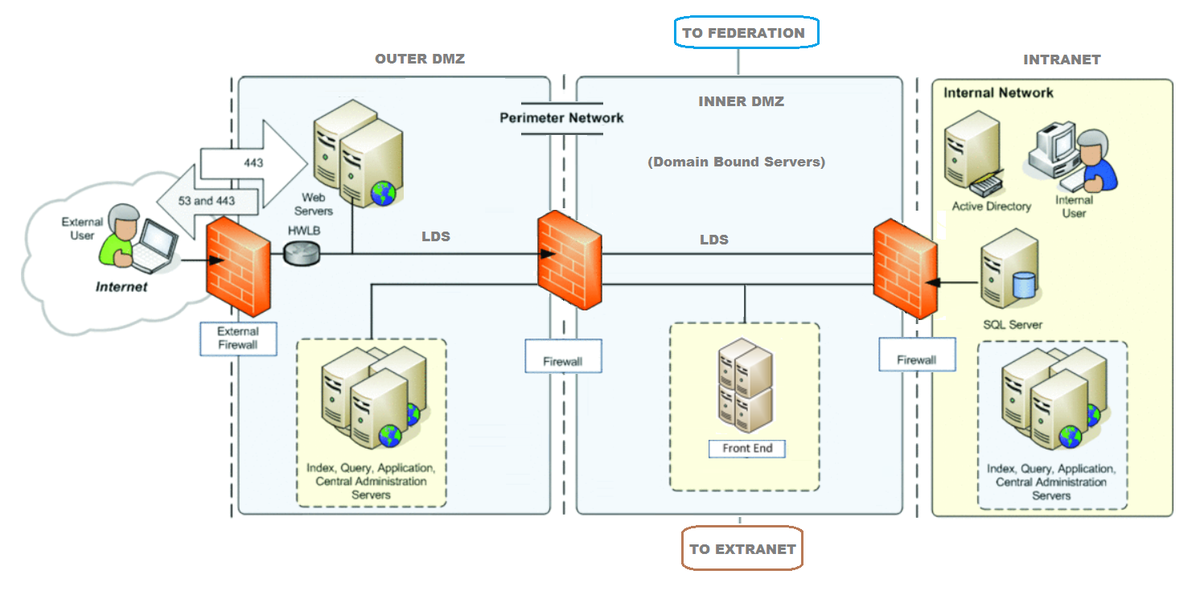 TO FEDERATION
OUTER DMZ
INTRANET
INNER DMZ
Internal Network
Perimeter Network
(Domain Bound Servers)
443
53 and 443
Web
Servers
HWLB
External
User
Internet
LDS
LDS
Active Directory
Internal
User
SQL Server
External
Firewall
Firewall
Firewall
Front End
Index, Query, Application,
Central Administration
Servers
Index, Query, Application,
Central Administration
Servers
TO EXTRANET